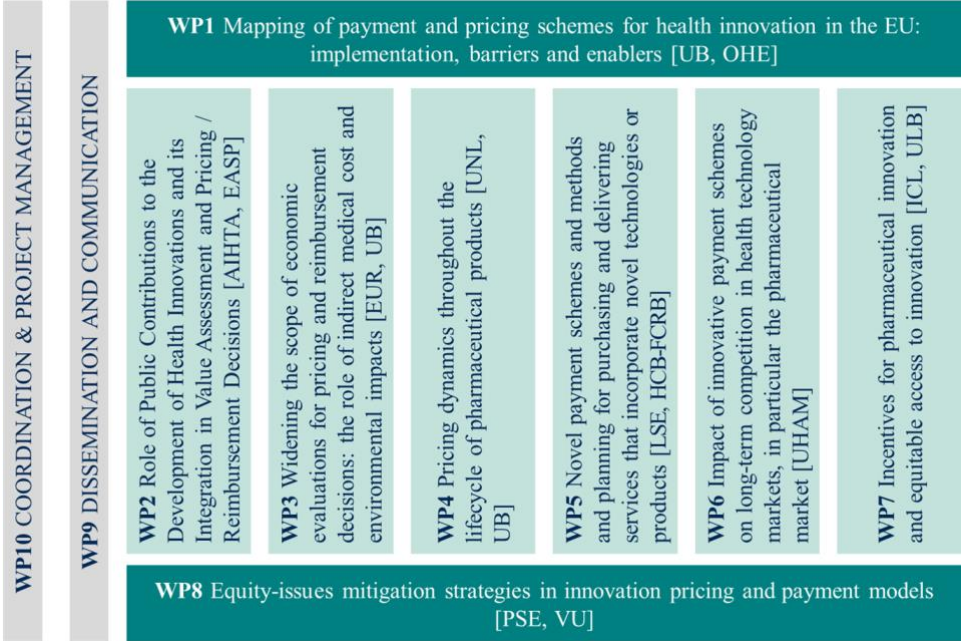 WP10 COORDINATION & PROJECT MANAGEMENT
WP9 DISSEMINATION AND COMMUNICATION
WP1 Mapping of payment and pricing schemes for health innovation in the EU:
implementation, barriers and enablers [UB, OHE]
WP2 Role of Public Contributions to the
Development of Health Innovations and its
Integration in Value Assessment and Pricing /
Reimbursement Decisions [AIHTA, EASP]
WP3 Widening the scope of economic
evaluations for pricing and reimbursement
decisions: the role of indirect medical cost and
environmental impacts [EUR, UB]
WP4 Pricing dynamics throughout the
lifecycle of pharmaceutical products [UNL,
UB]
WP5 Novel payment schemes and methods
and planning for purchasing and delivering
services that incorporate novel technologies or
products [LSE, HCB-FCRB]
WP6 Impact of innovative payment schemes
on long-term competition in health technology
markets, in particular the pharmaceutical
market [UHAM]
WP7 Incentives for pharmaceutical innovation
and equitable access to innovation [ICL, ULB]
WP8 Equity-issues mitigation strategies in innovation pricing and payment models
[PSE, VU]